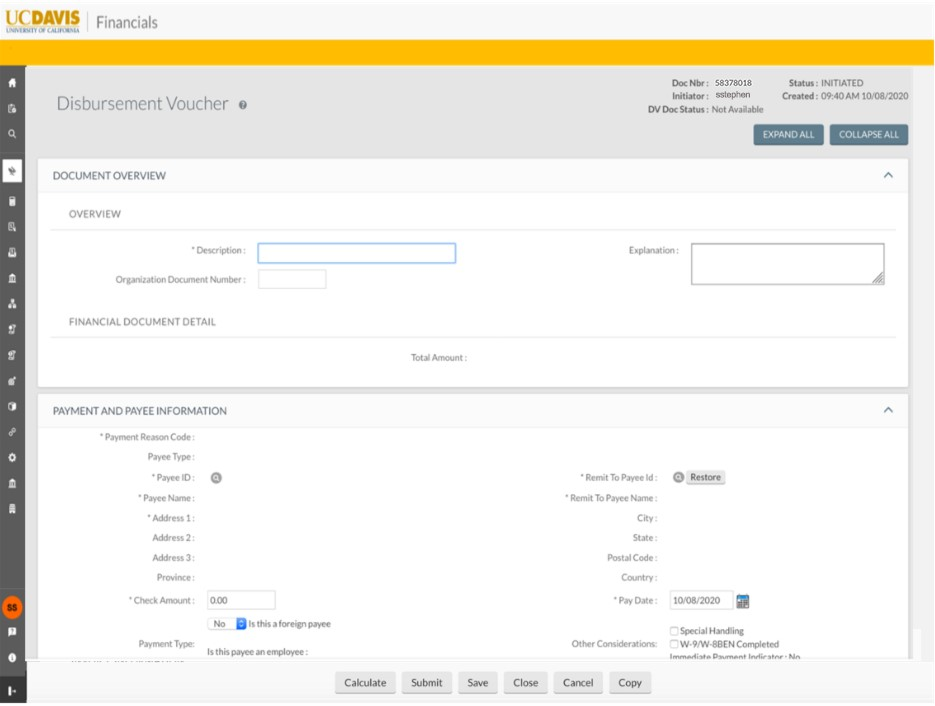 UCDAVIS
UNIVERSITY OF CALIFORNIA
Financials
Disbursement Voucher
Doc Nbr : 58378018 Status : INITIATED
Initiator : sstephen Created : 09:40 AM 10/08/2020
DV Doc Status : Not Available
EXPAND ALL COLLAPSE ALL
DOCUMENT OVERVIEW
OVERVIEW
* Description : Explanation :
Organization Document Number :
FINANCIAL DOCUMENT DETAIL
Total Amount :
PAYMENT AND PAYEE INFORMATION
* Payment Reason Code :
Payee Type :
* Payee ID : * Remit To Payee Id : Restore
* Payee Name : * Remit To Payee Name :
* Address 1 : City :
Address 2 : State :
Address 3 : Postal Code :
Province : Country :
* Check Amount : 0.00 * Pay Date : 10/08/2020
No Is this a foreign payee
Special Handling
Payment Type: Other Considerations: W-9/W-8BEN Completed
Is this payee an employee :
Immediate Payment Indicator : No
SS
Calculate Submit Save Close Cancel Copy